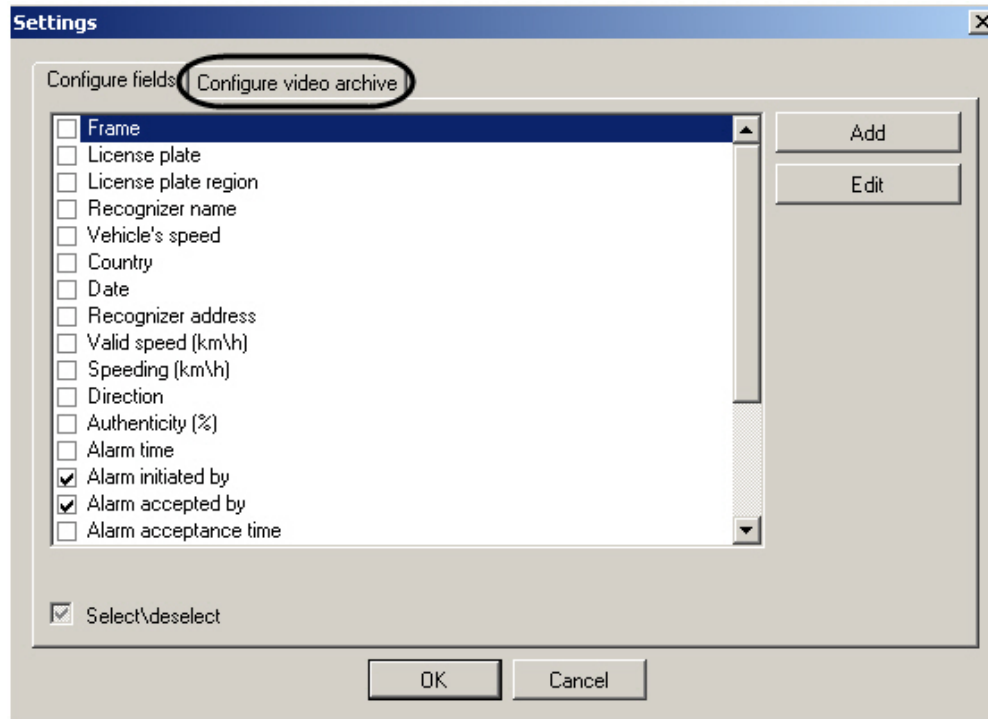 Settings
Configure fields Configure video archive
Frame
License plate
License plate region
Recognizer name
Vehicle's speed
Country
Date
Recognizer address
Valid speed (km\h)
Speeding (km\h)
Direction
Authenticity (%)
Alarm time
Alarm initiated by
Alarm accepted by
Alarm acceptance time
Add
Edit
Select\deselect
OK Cancel